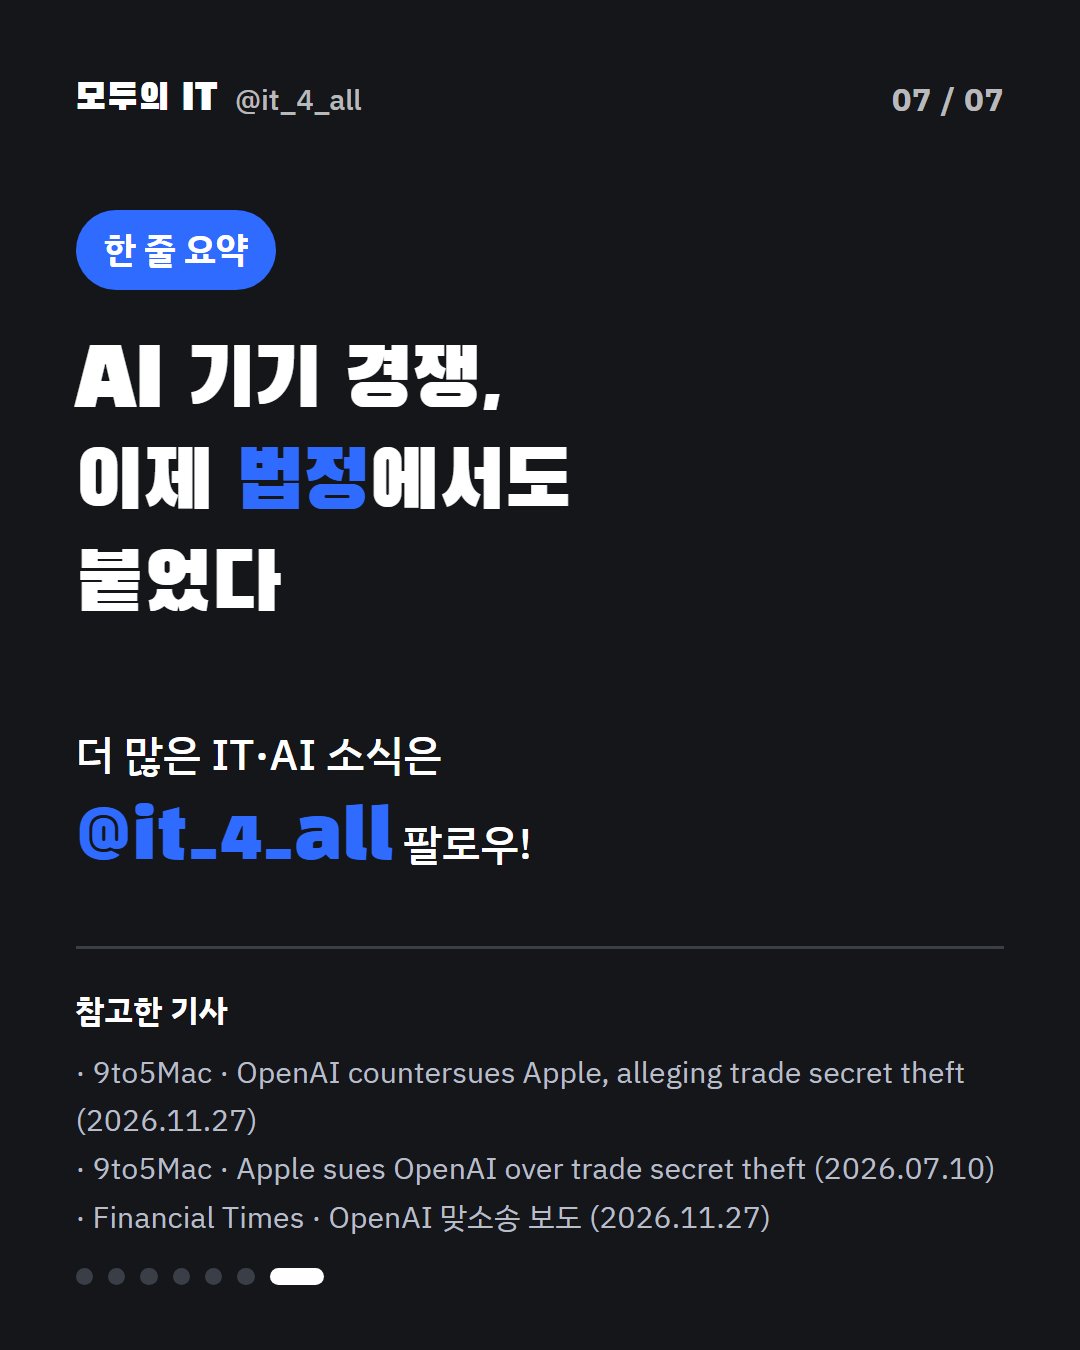 모두의 IT @it_4_all
07 / 07
한 줄 요약
AI 기기 경쟁,
이제 법정에서도
붙었다
더 많은 IT·AI 소식은
@it_4_all 팔로우!
참고한 기사
· 9to5Mac · OpenAI countersues Apple, alleging trade secret theft
(2026.11.27)
· 9to5Mac · Apple sues OpenAI over trade secret theft (2026.07.10)
· Financial Times · OpenAI 맞소송 보도 (2026.11.27)